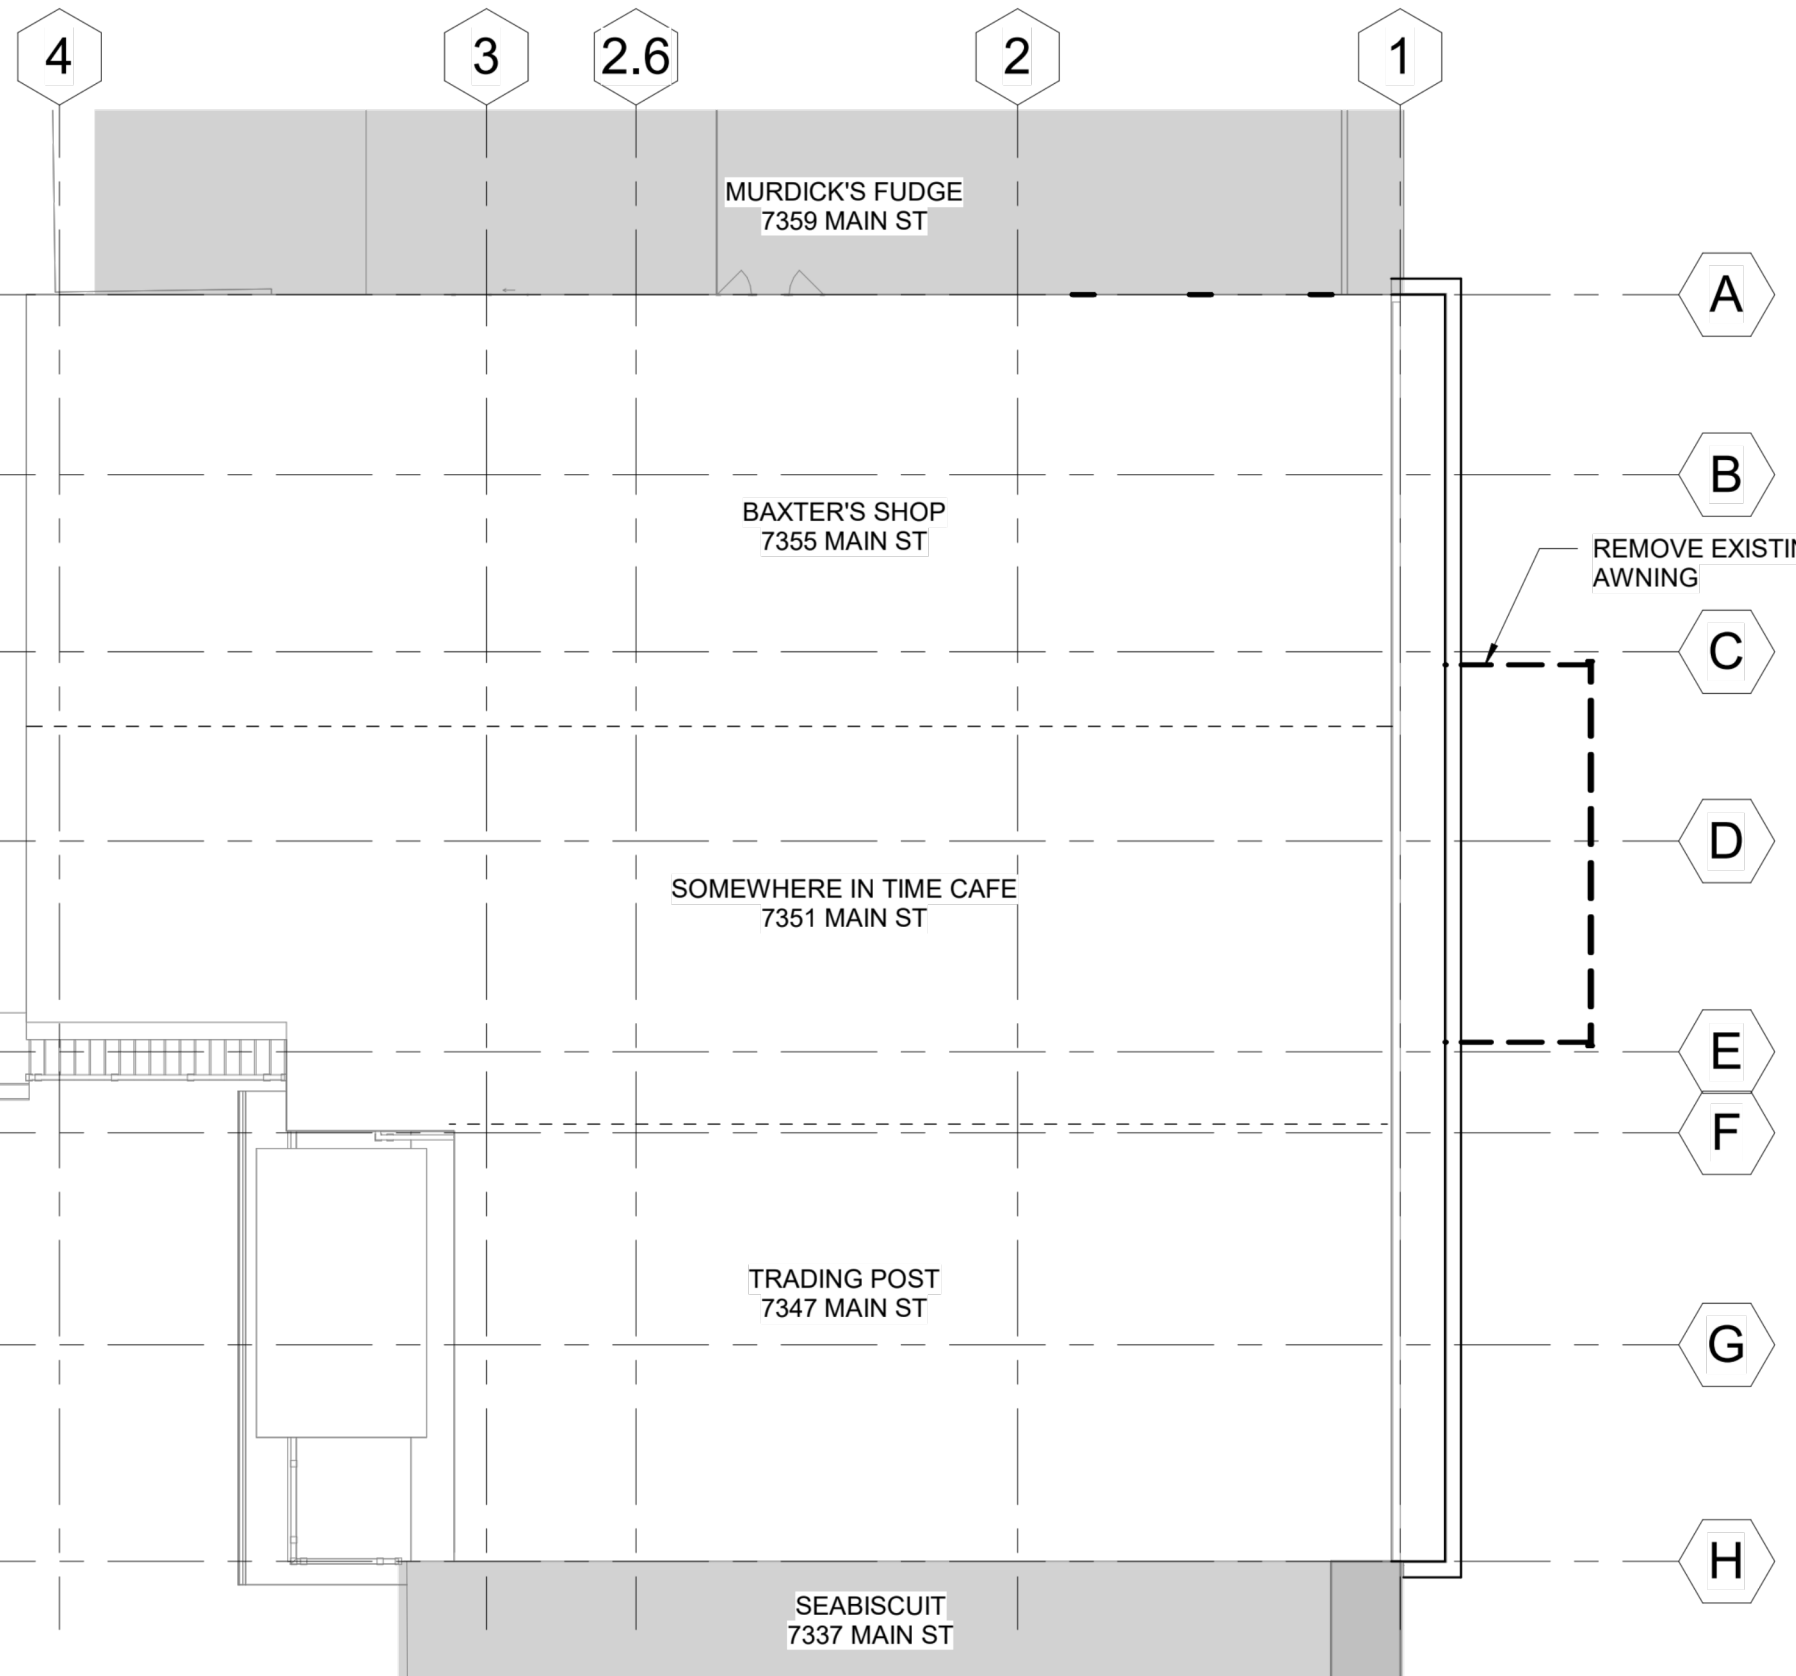 4
3
2.6
2
1
MURDICK'S FUDGE
7359 MAIN ST
A
B
BAXTER'S SHOP
7355 MAIN ST
REMOVE EXISTIN
AWNING
C
D
SOMEWHERE IN TIME CAFE
7351 MAIN ST
E
F
TRADING POST
7347 MAIN ST
G
H
SEABISCUIT
7337 MAIN ST